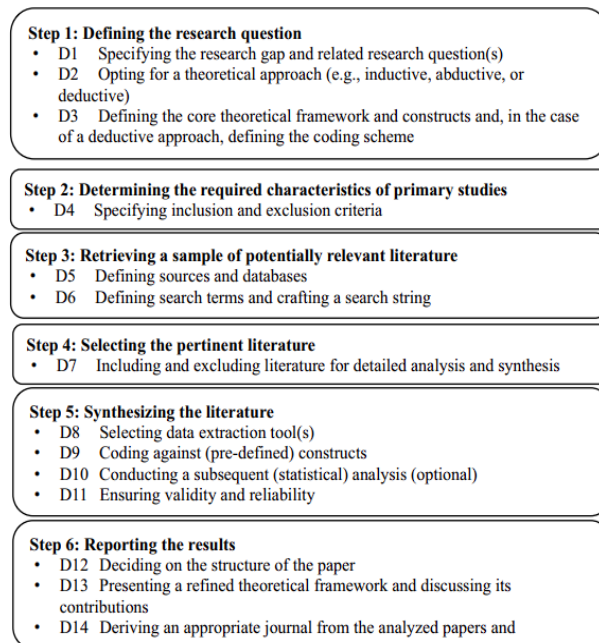 Step 1: Defining the research question
• D1 Specifying the research gap and related research question(s)
• D2 Opting for a theoretical approach (e.g., inductive, abductive, or
deductive)
• D3 Defining the core theoretical framework and constructs and, in the case
of a deductive approach, defining the coding scheme
Step 2: Determining the required characteristics of primary studies
• D4 Specifying inclusion and exclusion criteria
Step 3: Retrieving a sample of potentially relevant literature
• D5 Defining sources and databases
• D6 Defining search terms and crafting a search string
Step 4: Selecting the pertinent literature
• D7 Including and excluding literature for detailed analysis and synthesis
Step 5: Synthesizing the literature
• D8 Selecting data extraction tool(s)
• D9 Coding against (pre-defined) constructs
• D10 Conducting a subsequent (statistical) analysis (optional)
• D11 Ensuring validity and reliability
Step 6: Reporting the results
• D12 Deciding on the structure of the paper
• D13 Presenting a refined theoretical framework and discussing its
contributions
• D14 Deriving an appropriate journal from the analyzed papers and